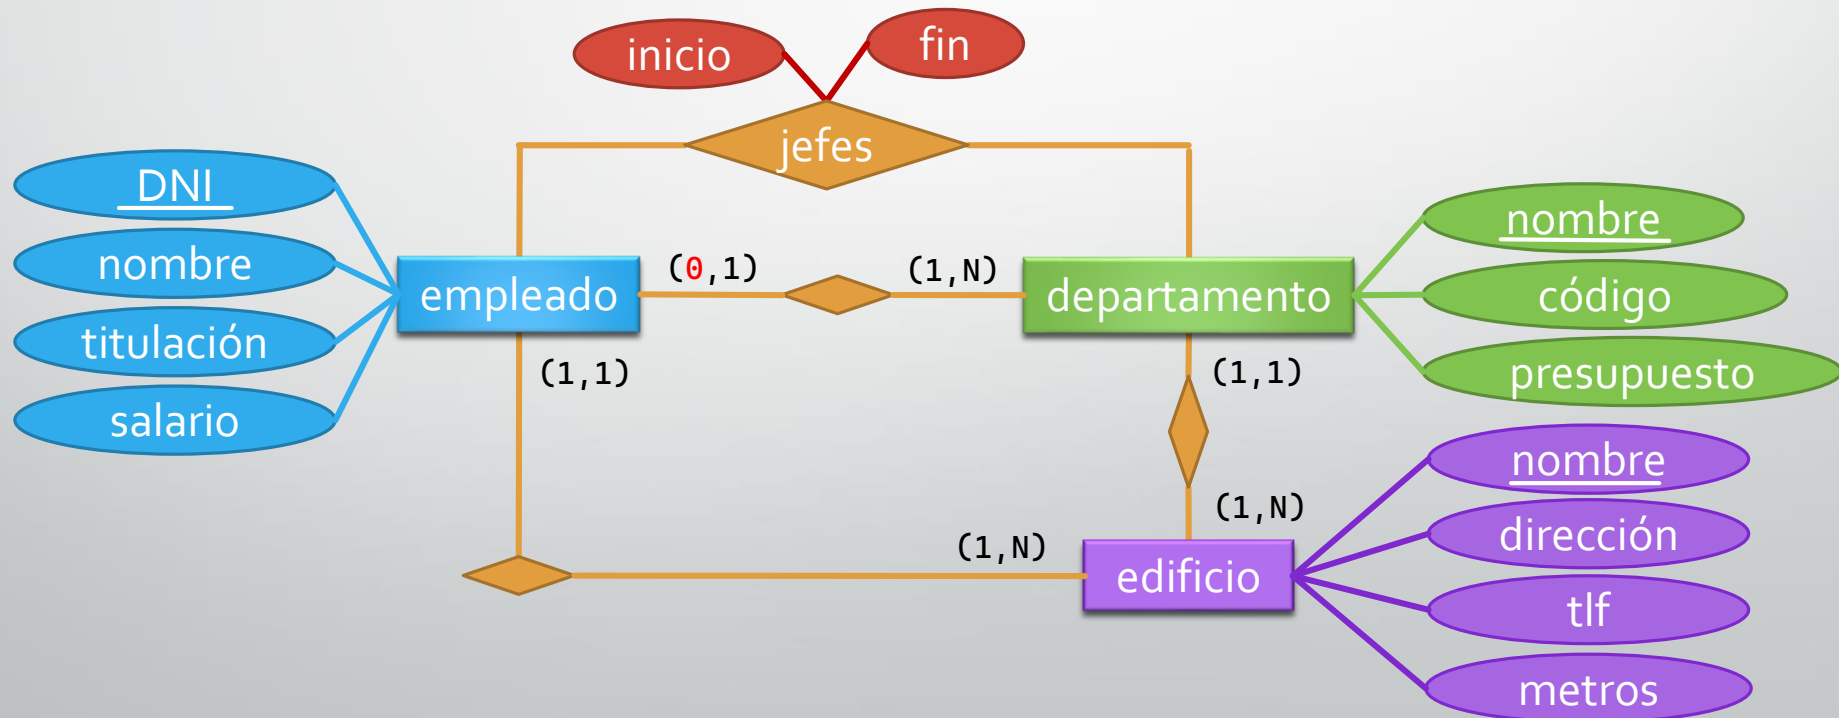 inicio
fin
jefes
DNI
nombre
titulación
salario
empleado
(0,1)
(1,N)
departamento
nombre
código
presupuesto
(1,1)
(1,1)
(1,N)
(1,N)
edificio
nombre
dirección
tlf
metros